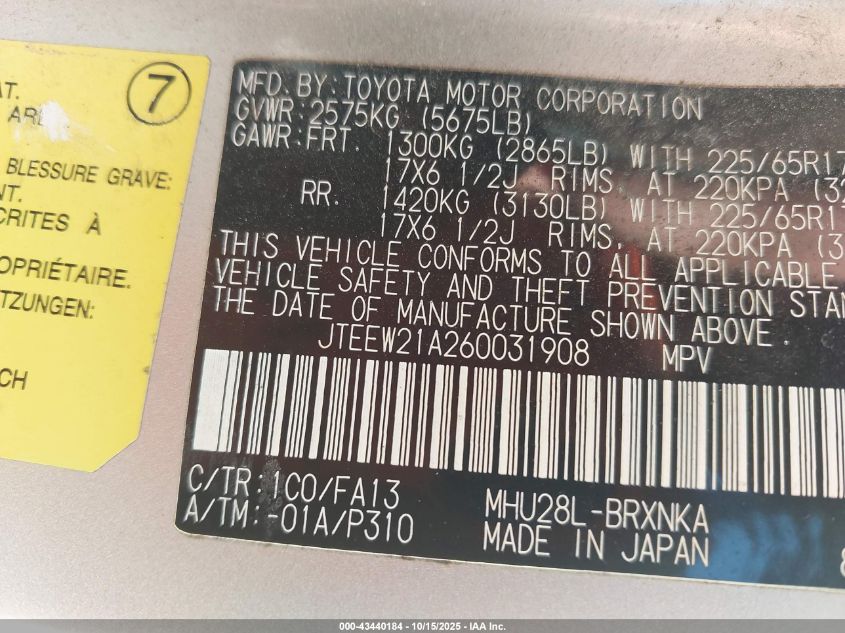 7
AT.
BLESSURE GRAVE:
NT.
CRITES À
OPRIÉTAIRE.
TZUNGEN:
CH
MFD. BY: TOYOTA MOTOR CORPORATION
GVWR: 2575KG (5675LB)
GAWR: FRT. 1300KG (2865LB) WITH 225/65R17
17X6 1/2J RIMS, AT 220KPA (32
RR. 1420KG (3130LB) WITH 225/65R1
17X6 1/2J RIMS, AT 220KPA (3
THIS VEHICLE CONFORMS TO ALL APPLICABLE
VEHICLE SAFETY AND THEFT PREVENTION STAN
THE DATE OF MANUFACTURE SHOWN ABOVE.
JTEEW21A260031908 MPV
C/TR: 1C0/FA13 MHU28L-BRXNKA
A/TM: -01A/P310 MADE IN JAPAN
000-43440184 - 10/15/2025 - IAA Inc.